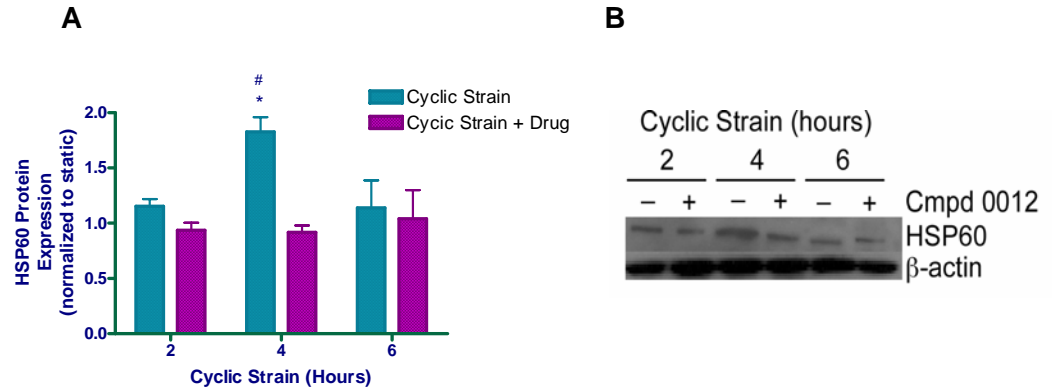 A
B
#
*
2.0
1.5
1.0
0.5
0.0
HSP60 Protein
Expression
(normalized to static)
2
4
6
Cyclic Strain (Hours)
Cyclic Strain
Cycic Strain + Drug
Cyclic Strain (hours)
2 4 6
– + – + – + Cmpd 0012
HSP60
β-actin